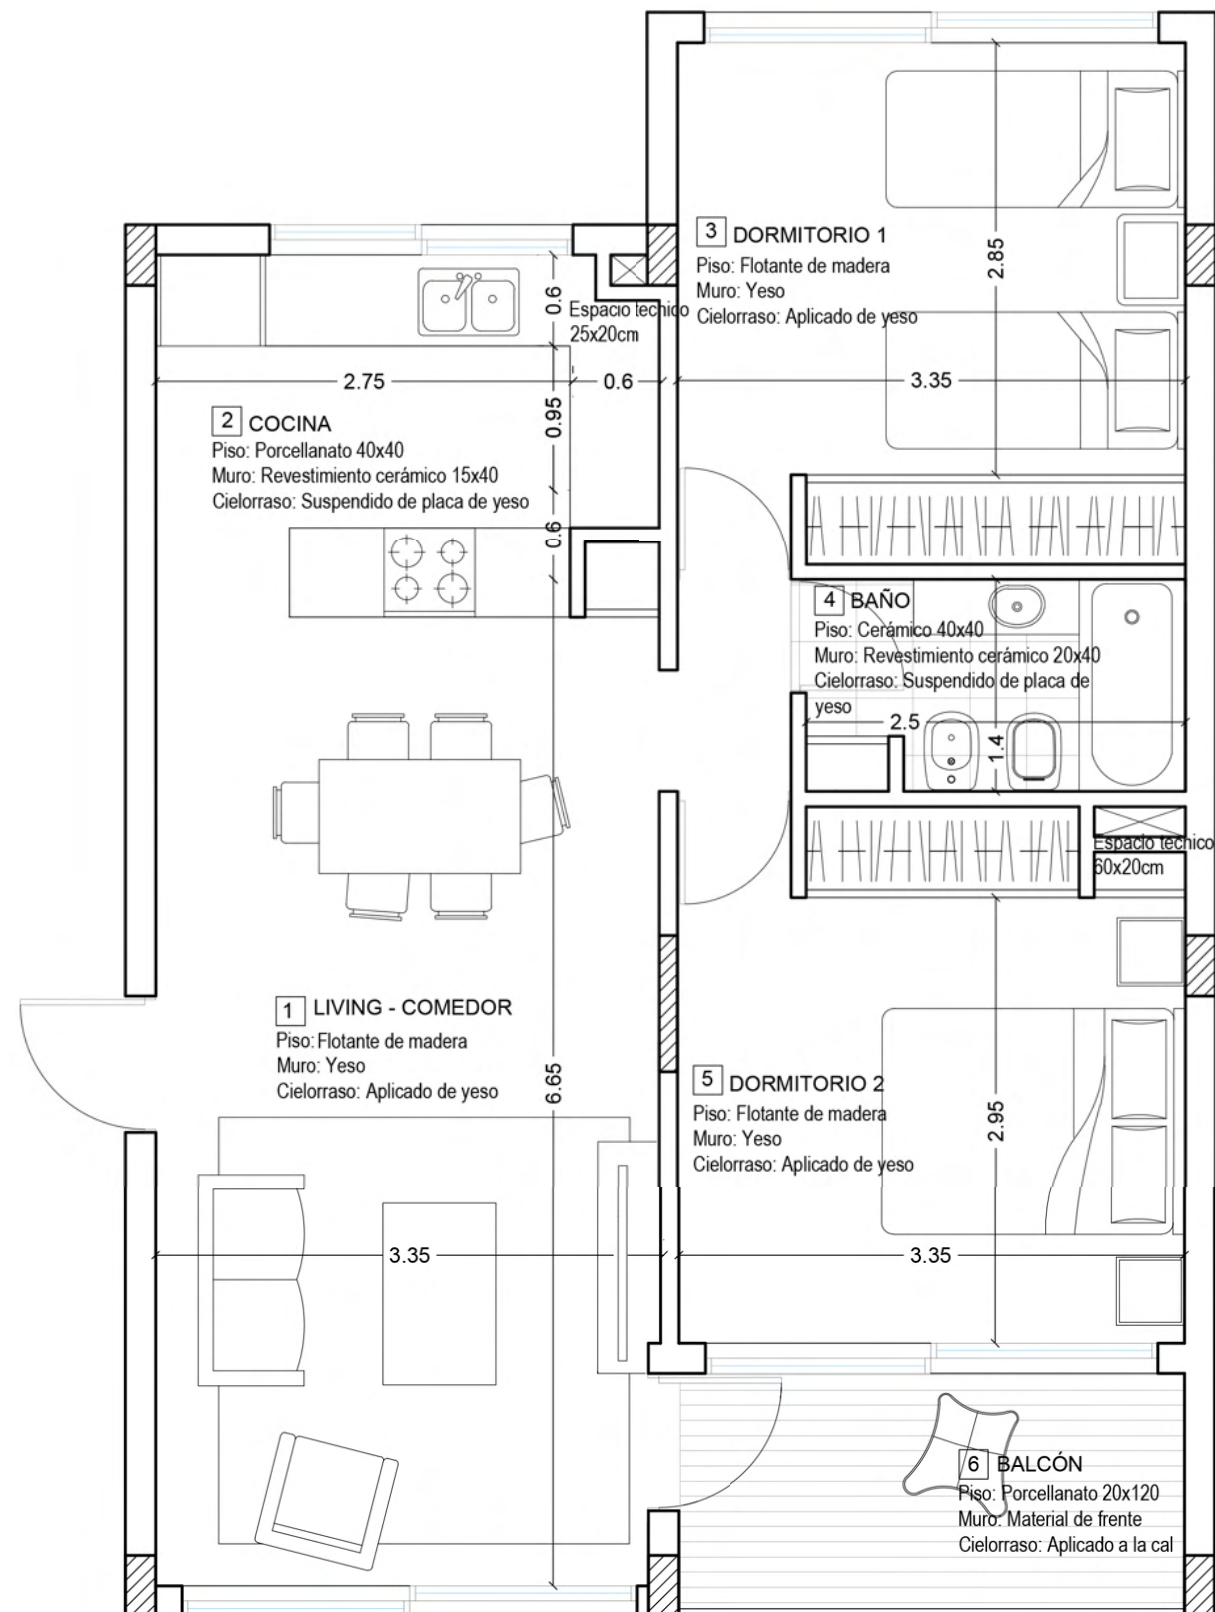 3 DORMITORIO 1
Piso: Flotante de madera
Muro: Yeso
Cielorraso: Aplicado de yeso
2.85
3.35
0.6
Espacio tecnico
25x20cm
2.75
0.6
0.95
2 COCINA
Piso: Porcellanato 40x40
Muro: Revestimiento cerámico 15x40
Cielorraso: Suspendido de placa de yeso
0.6
4 BAÑO
Piso: Cerámico 40x40
Muro: Revestimiento cerámico 20x40
Cielorraso: Suspendido de placa de
yeso
2.5
1.4
Espacio tecnico
60x20cm
1 LIVING - COMEDOR
Piso: Flotante de madera
Muro: Yeso
Cielorraso: Aplicado de yeso
6.65
3.35
5 DORMITORIO 2
Piso: Flotante de madera
Muro: Yeso
Cielorraso: Aplicado de yeso
2.95
3.35
6 BALCÓN
Piso: Porcellanato 20x120
Muro: Material de frente
Cielorraso: Aplicado a la cal